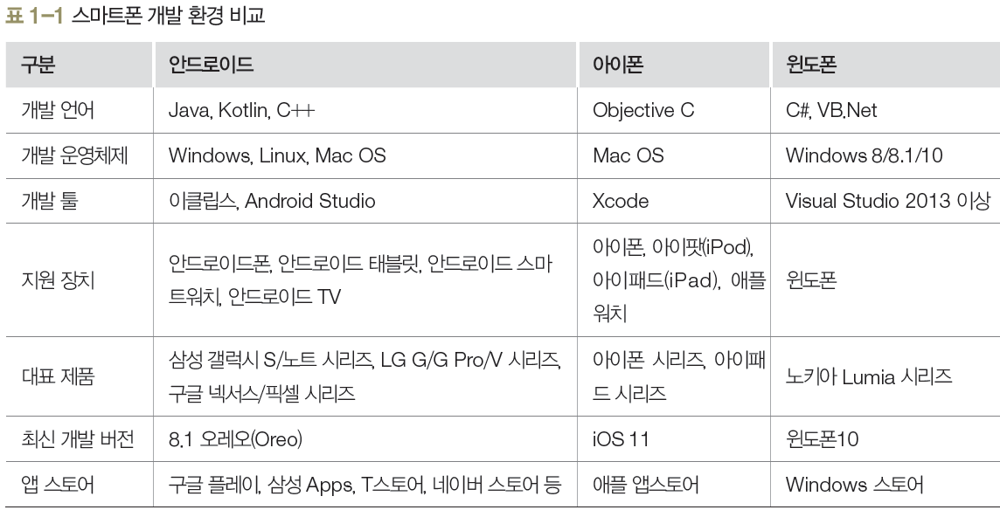 표 1-1 스마트폰 개발 환경 비교
구분 안드로이드 아이폰 윈도폰
개발 언어 Java, Kotlin, C++ Objective C C#, VB.Net
개발 운영체제 Windows, Linux, Mac OS Mac OS Windows 8/8.1/10
개발 툴 이클립스, Android Studio Xcode Visual Studio 2013 이상
지원 장치 안드로이드폰, 안드로이드 태블릿, 안드로이드 스마
트워치, 안드로이드 TV 아이폰, 아이팟(iPod),
아이패드(iPad), 애플
워치 윈도폰
대표 제품 삼성 갤럭시 S/노트 시리즈, LG G/G Pro/V 시리즈,
구글 넥서스/픽셀 시리즈 아이폰 시리즈, 아이패
드 시리즈 노키아 Lumia 시리즈
최신 개발 버전 8.1 오레오(Oreo) iOS 11 윈도폰10
앱 스토어 구글 플레이, 삼성 Apps, T스토어, 네이버 스토어 등 애플 앱스토어 Windows 스토어